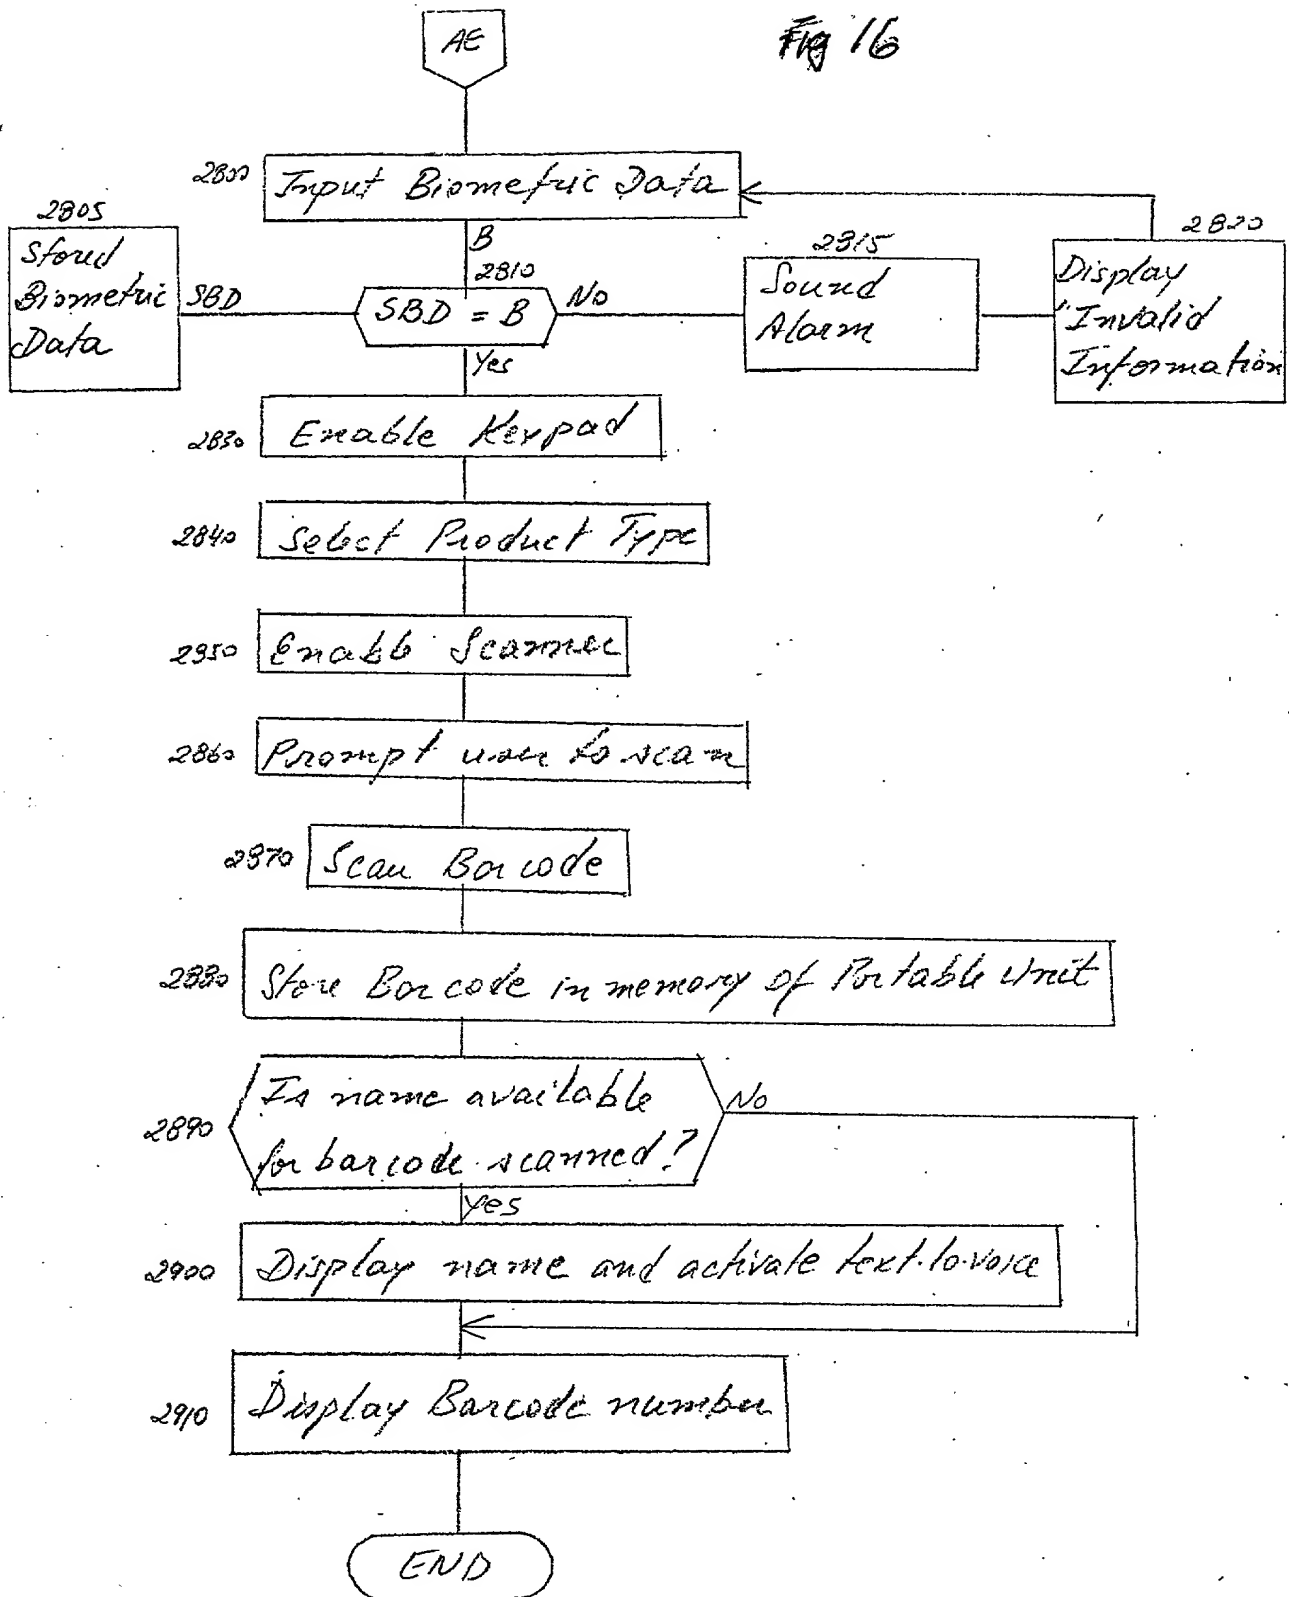 AE
Fig 16
2800
Input Biometric Data
2805
Stored
Biometric
Data
SBD
B
2810
SBD = B
No
Yes
2815
Sound
Alarm
2820
Display
"Invalid
Information
2830
Enable Keypad
2840
Select Product Type
2850
Enable Scanner
2860
Prompt user to scan
2870
Scan Barcode
2880
Store Barcode in memory of Portable Unit
2890
Is name available
for barcode scanned?
No
Yes
2900
Display name and activate text-to-voice
2910
Display Barcode number
END